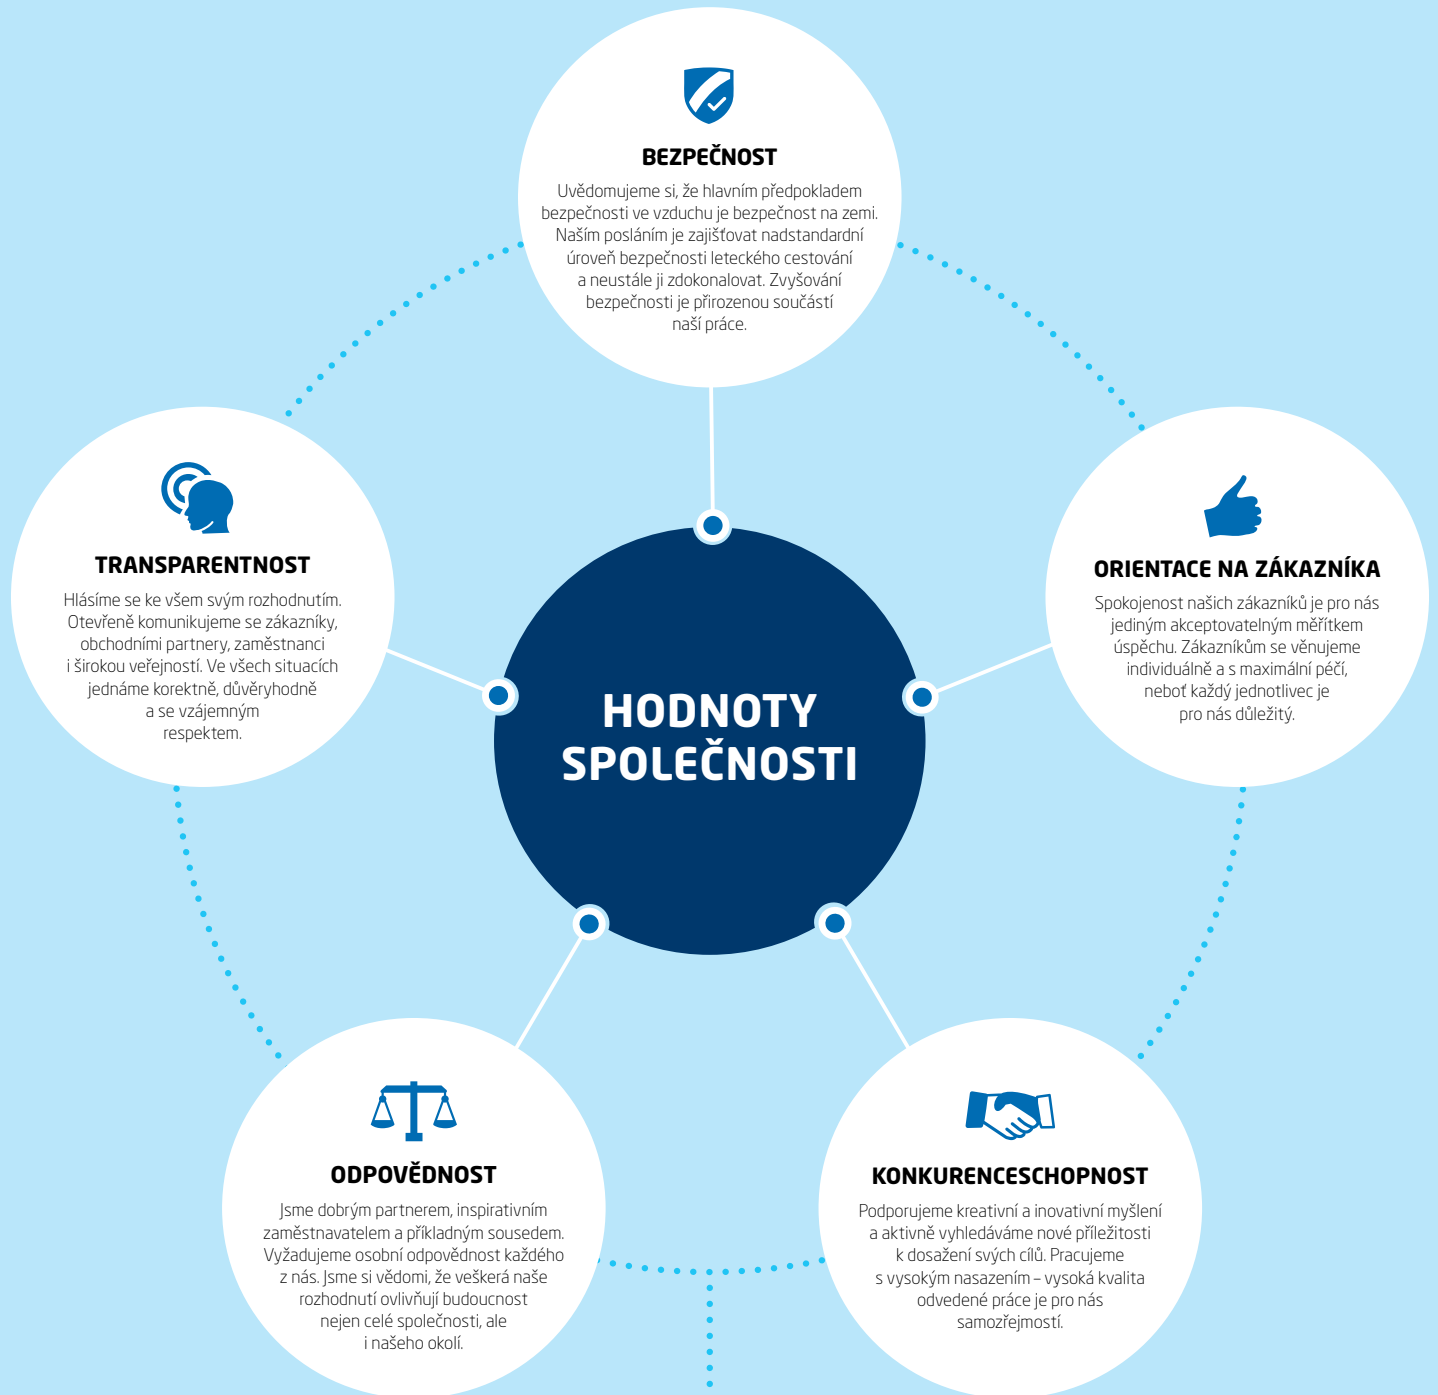 BEZPEČNOST
Uvědomujeme si, že hlavním předpokladem
bezpečnosti ve vzduchu je bezpečnost na zemi.
Naším posláním je zajišťovat nadstandardní
úroveň bezpečnosti leteckého cestování
a neustále ji zdokonalovat. Zvyšování
bezpečnosti je přirozenou součástí
naší práce.
TRANSPARENTNOST
Hlásíme se ke všem svým rozhodnutím.
Otevřeně komunikujeme se zákazníky,
obchodními partnery, zaměstnanci
i širokou veřejností. Ve všech situacích
jednáme korektně, důvěryhodně
a se vzájemným
respektem.
ORIENTACE NA ZÁKAZNÍKA
Spokojenost našich zákazníků je pro nás
jediným akceptovatelným měřítkem
úspěchu. Zákazníkům se věnujeme
individuálně a s maximální péčí,
neboť každý jednotlivec je
pro nás důležitý.
HODNOTY
SPOLEČNOSTI
ODPOVĚDNOST
Jsme dobrým partnerem, inspirativním
zaměstnavatelem a příkladným sousedem.
Vyžadujeme osobní odpovědnost každého
z nás. Jsme si vědomi, že veškerá naše
rozhodnutí ovlivňují budoucnost
nejen celé společnosti, ale
i našeho okolí.
KONKURENCESCHOPNOST
Podporujeme kreativní a inovativní myšlení
a aktivně vyhledáváme nové příležitosti
k dosažení svých cílů. Pracujeme
s vysokým nasazením – vysoká kvalita
odvedené práce je pro nás
samozřejmostí.